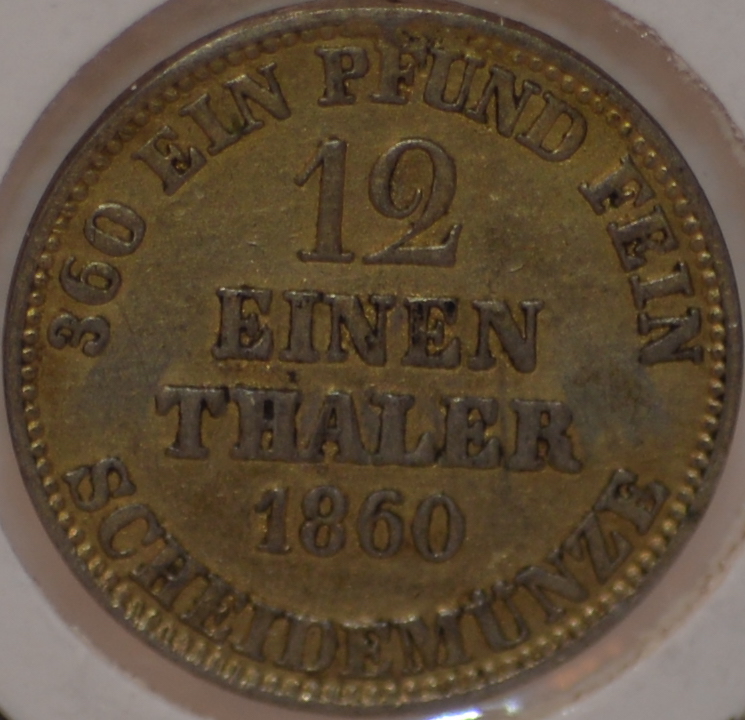 360 EIN PFUND FEIN
12
EINEN
THALER
1860
SCHEIDEMÜNZE